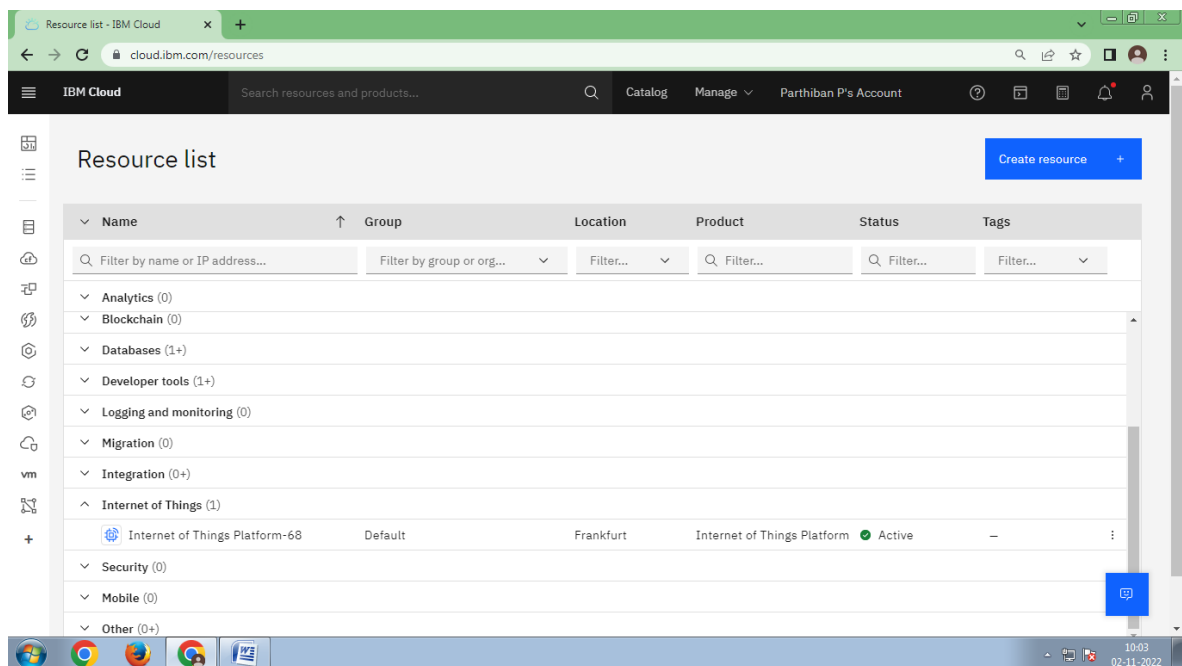 Resource list - IBM Cloud
cloud.ibm.com/resources
IBM Cloud Search resources and products... Catalog Manage Parthiban P's Account
Resource list Create resource +
Name Group Location Product Status Tags
Filter by name or IP address... Filter by group or org... Filter... Filter... Filter... Filter...
Analytics (0)
Blockchain (0)
Databases (1+)
Developer tools (1+)
Logging and monitoring (0)
Migration (0)
vm Integration (0+)
Internet of Things (1)
Internet of Things Platform-68 Default Frankfurt Internet of Things Platform Active –
Security (0)
Mobile (0)
Other (0+)
10:03
02-11-2022